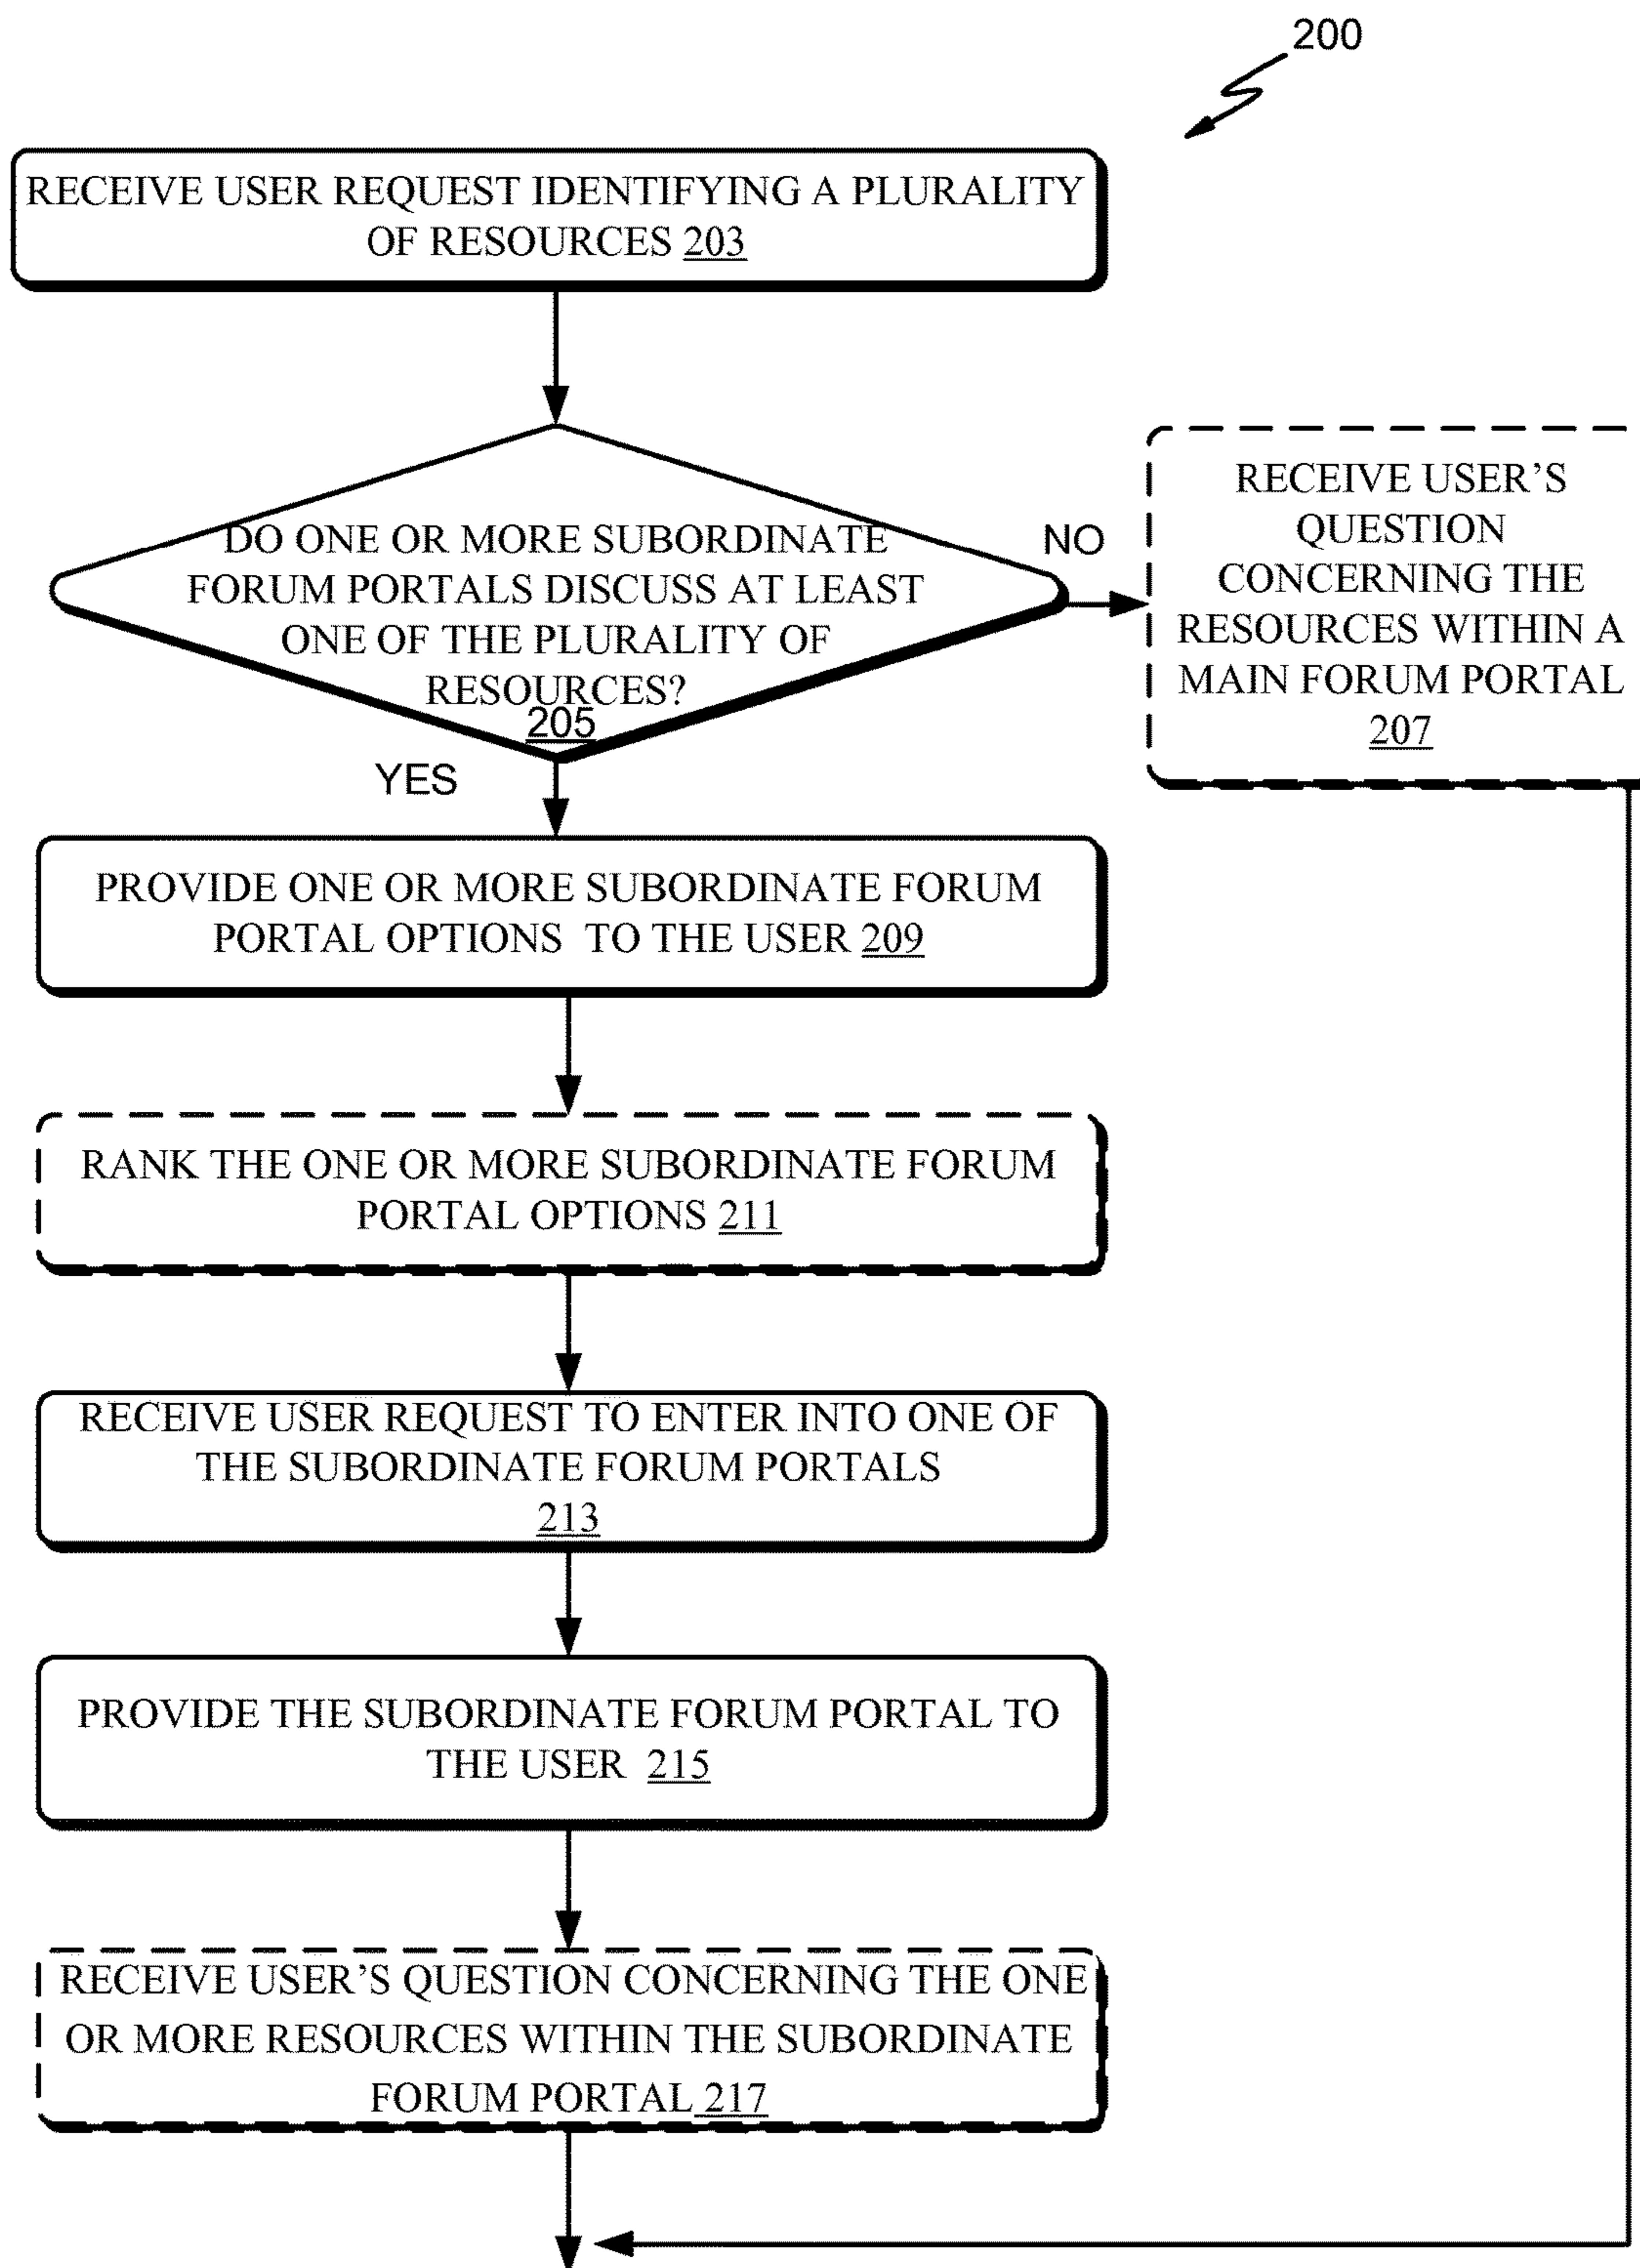 200
RECEIVE USER REQUEST IDENTIFYING A PLURALITY
OF RESOURCES 203
DO ONE OR MORE SUBORDINATE
FORUM PORTALS DISCUSS AT LEAST
ONE OF THE PLURALITY OF
RESOURCES?
205
NO
RECEIVE USER'S
QUESTION
CONCERNING THE
RESOURCES WITHIN A
MAIN FORUM PORTAL
207
YES
PROVIDE ONE OR MORE SUBORDINATE FORUM
PORTAL OPTIONS TO THE USER 209
RANK THE ONE OR MORE SUBORDINATE FORUM
PORTAL OPTIONS 211
RECEIVE USER REQUEST TO ENTER INTO ONE OF
THE SUBORDINATE FORUM PORTALS
213
PROVIDE THE SUBORDINATE FORUM PORTAL TO
THE USER 215
RECEIVE USER'S QUESTION CONCERNING THE ONE
OR MORE RESOURCES WITHIN THE SUBORDINATE
FORUM PORTAL 217